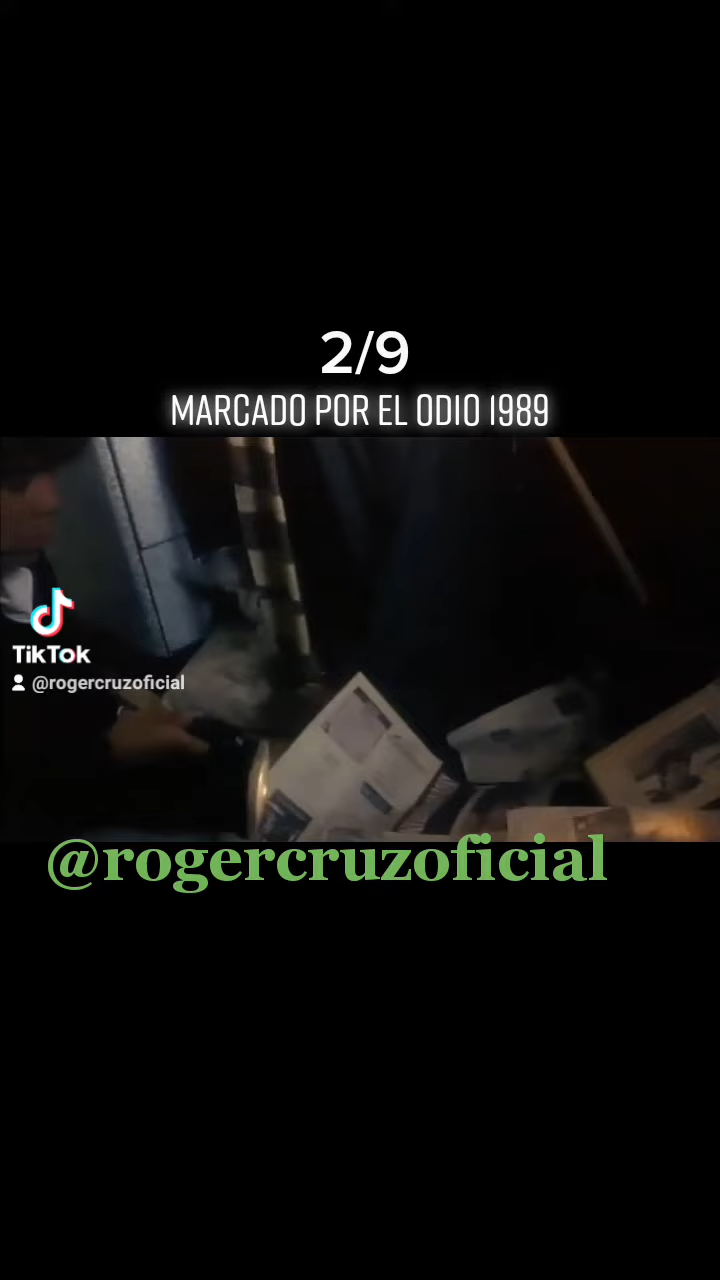 2/9
MARCADO POR EL ODIO 1989
TikTok
@rogercruzoficial
@rogercruzoficial